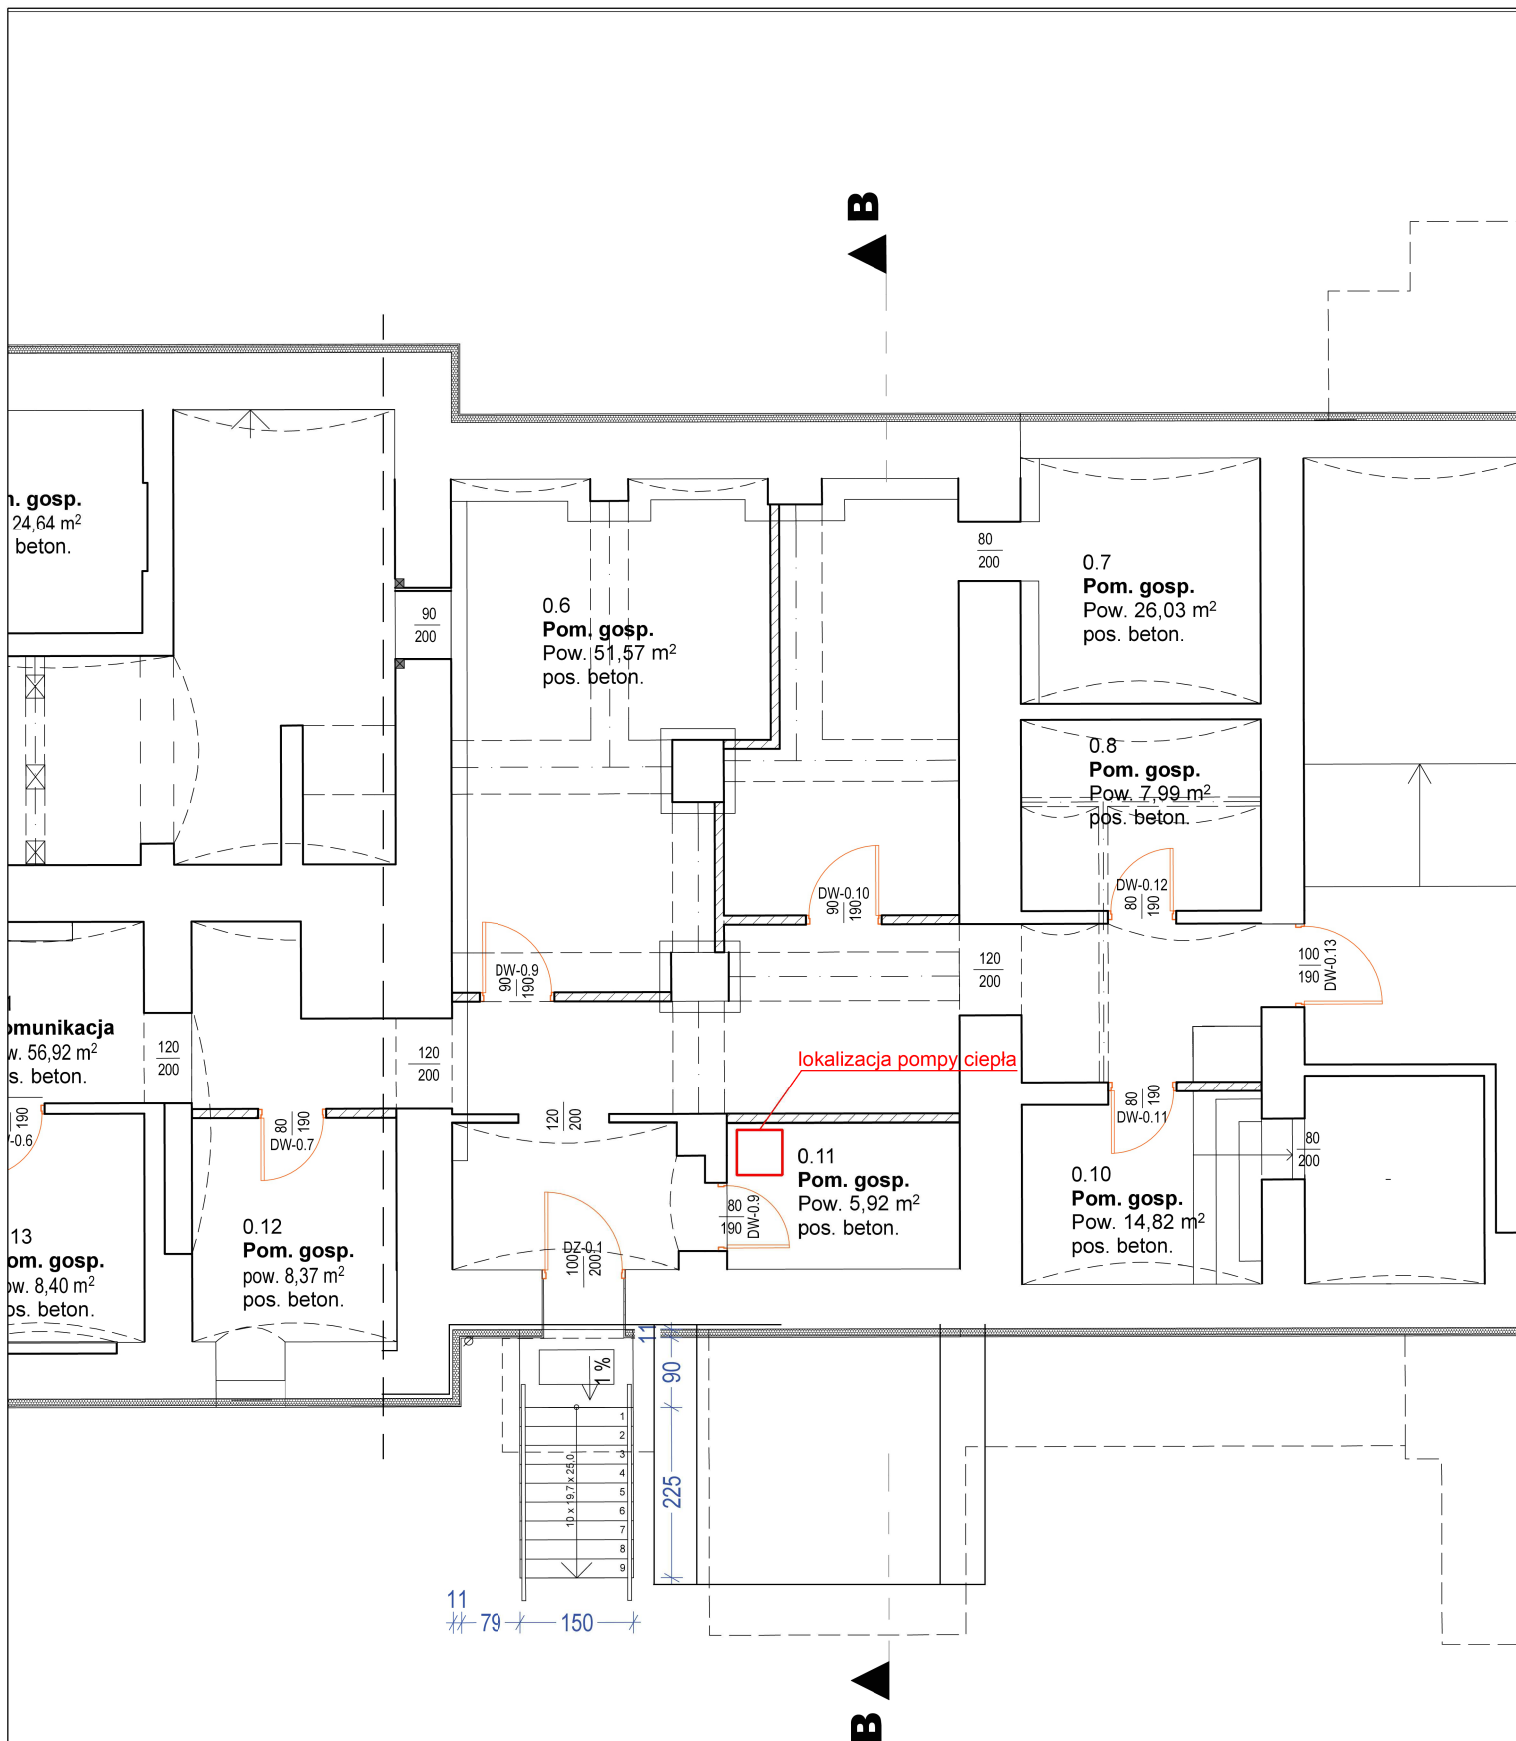 B
m. gosp.
24,64 m²
beton.
90
200
0.6
Pom. gosp.
Pow. 51,57 m²
pos. beton.
80
200
0.7
Pom. gosp.
Pow. 26,03 m²
pos. beton.
0.8
Pom. gosp.
Pow. 7,99 m²
pos. beton.
DW-0.10
90
190
DW-0.12
80
190
DW-0.9
90
190
120
200
100
190
DW-0.13
1
omunikacja
w. 56,92 m²
s. beton.
120
200
120
200
lokalizacja pompy ciepła
190
-0.6
80
190
DW-0.7
120
200
80
190
DW-0.11
80
200
0.11
Pom. gosp.
Pow. 5,92 m²
pos. beton.
80
190
DW-0.9
0.10
Pom. gosp.
Pow. 14,82 m²
pos. beton.
13
om. gosp.
ow. 8,40 m²
os. beton.
0.12
Pom. gosp.
pow. 8,37 m²
pos. beton.
DZ-0.1
100
200
11
90
1 %
225
10 x 19,7 x 25,0
1
2
3
4
5
6
7
8
9
11
79
150
B